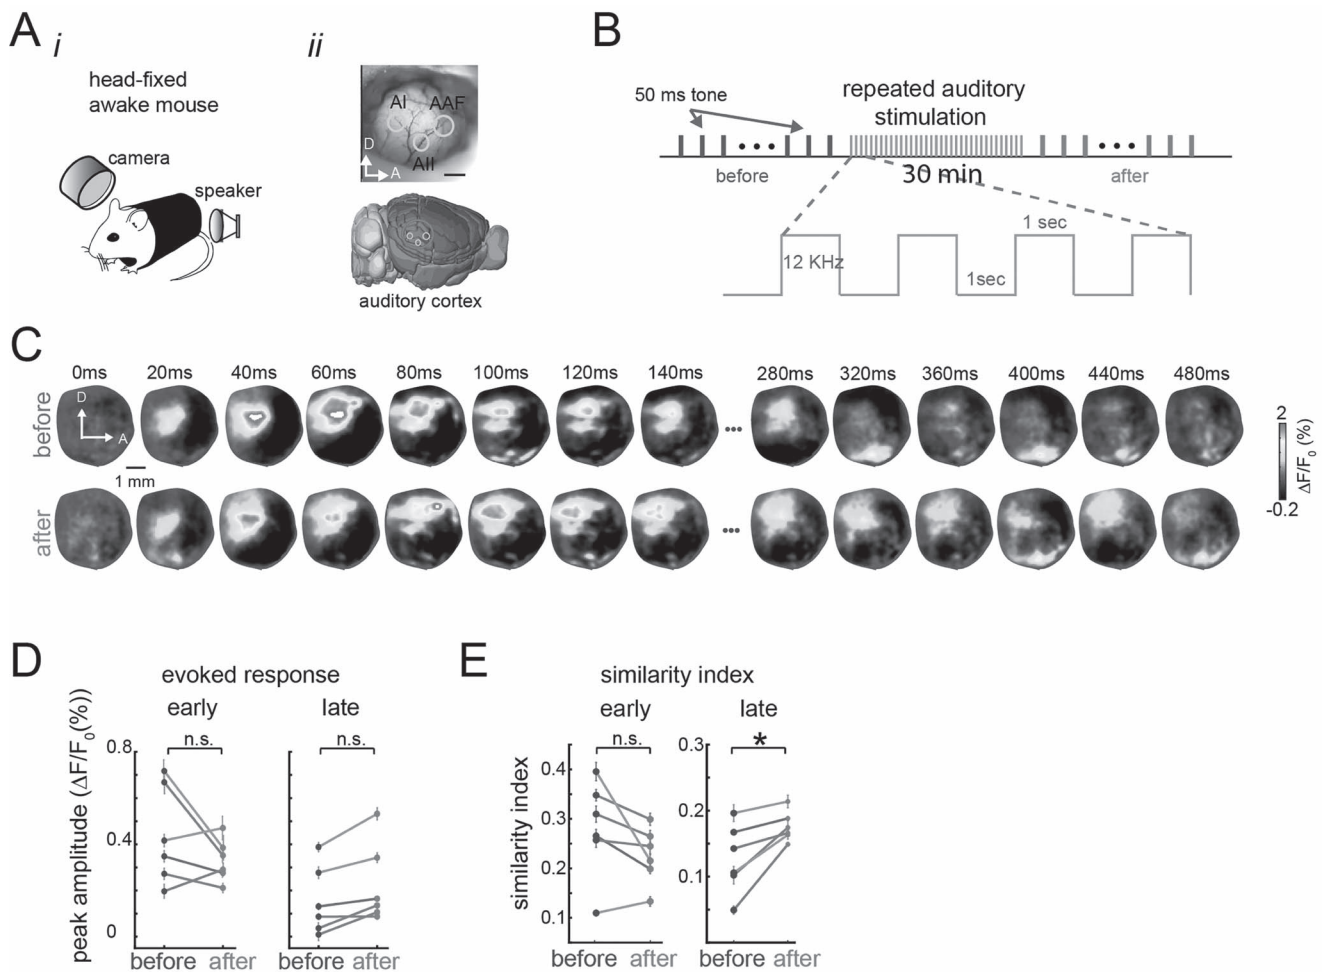 A
i
ii
head-fixed
awake mouse
camera
speaker
AI
AAF
AII
D
A
auditory cortex
B
50 ms tone
repeated auditory
stimulation
before
30 min
after
1 sec
12 KHz
1sec
C
0ms 20ms 40ms 60ms 80ms 100ms 120ms 140ms 280ms 320ms 360ms 400ms 440ms 480ms
before
D
A
1 mm
after
2
-0.2
ΔF/F0 (%)
D
evoked response
early
late
peak amplitude (ΔF/F0(%))
0.8
0.4
0
n.s.
n.s.
before after
before after
E
similarity index
early
late
similarity index
0.4
0.3
0.2
0.1
n.s.
0.3
0.2
0.1
*
before after
before after